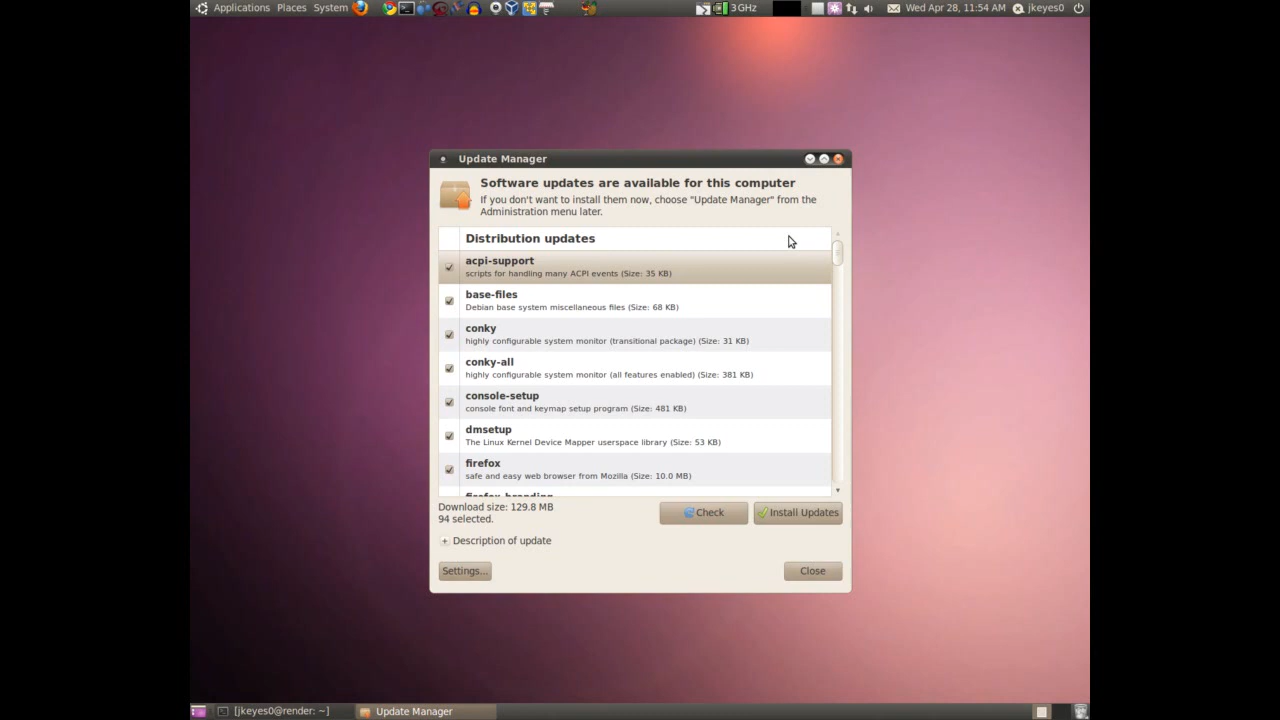 Applications Places System 3 GHz Wed Apr 28, 11:54 AM jkeyes0
Update Manager
Software updates are available for this computer
If you don't want to install them now, choose "Update Manager" from the
Administration menu later.
Distribution updates
acpi-support
scripts for handling many ACPI events (Size: 35 KB)
base-files
Debian base system miscellaneous files (Size: 68 KB)
conky
highly configurable system monitor (transitional package) (Size: 31 KB)
conky-all
highly configurable system monitor (all features enabled) (Size: 381 KB)
console-setup
console font and keymap setup program (Size: 481 KB)
dmsetup
The Linux Kernel Device Mapper userspace library (Size: 53 KB)
firefox
safe and easy web browser from Mozilla (Size: 10.0 MB)
firefox-branding
Download size: 129.8 MB
94 selected.
Check Install Updates
Description of update
Settings... Close
[jkeyes0@render: ~] Update Manager